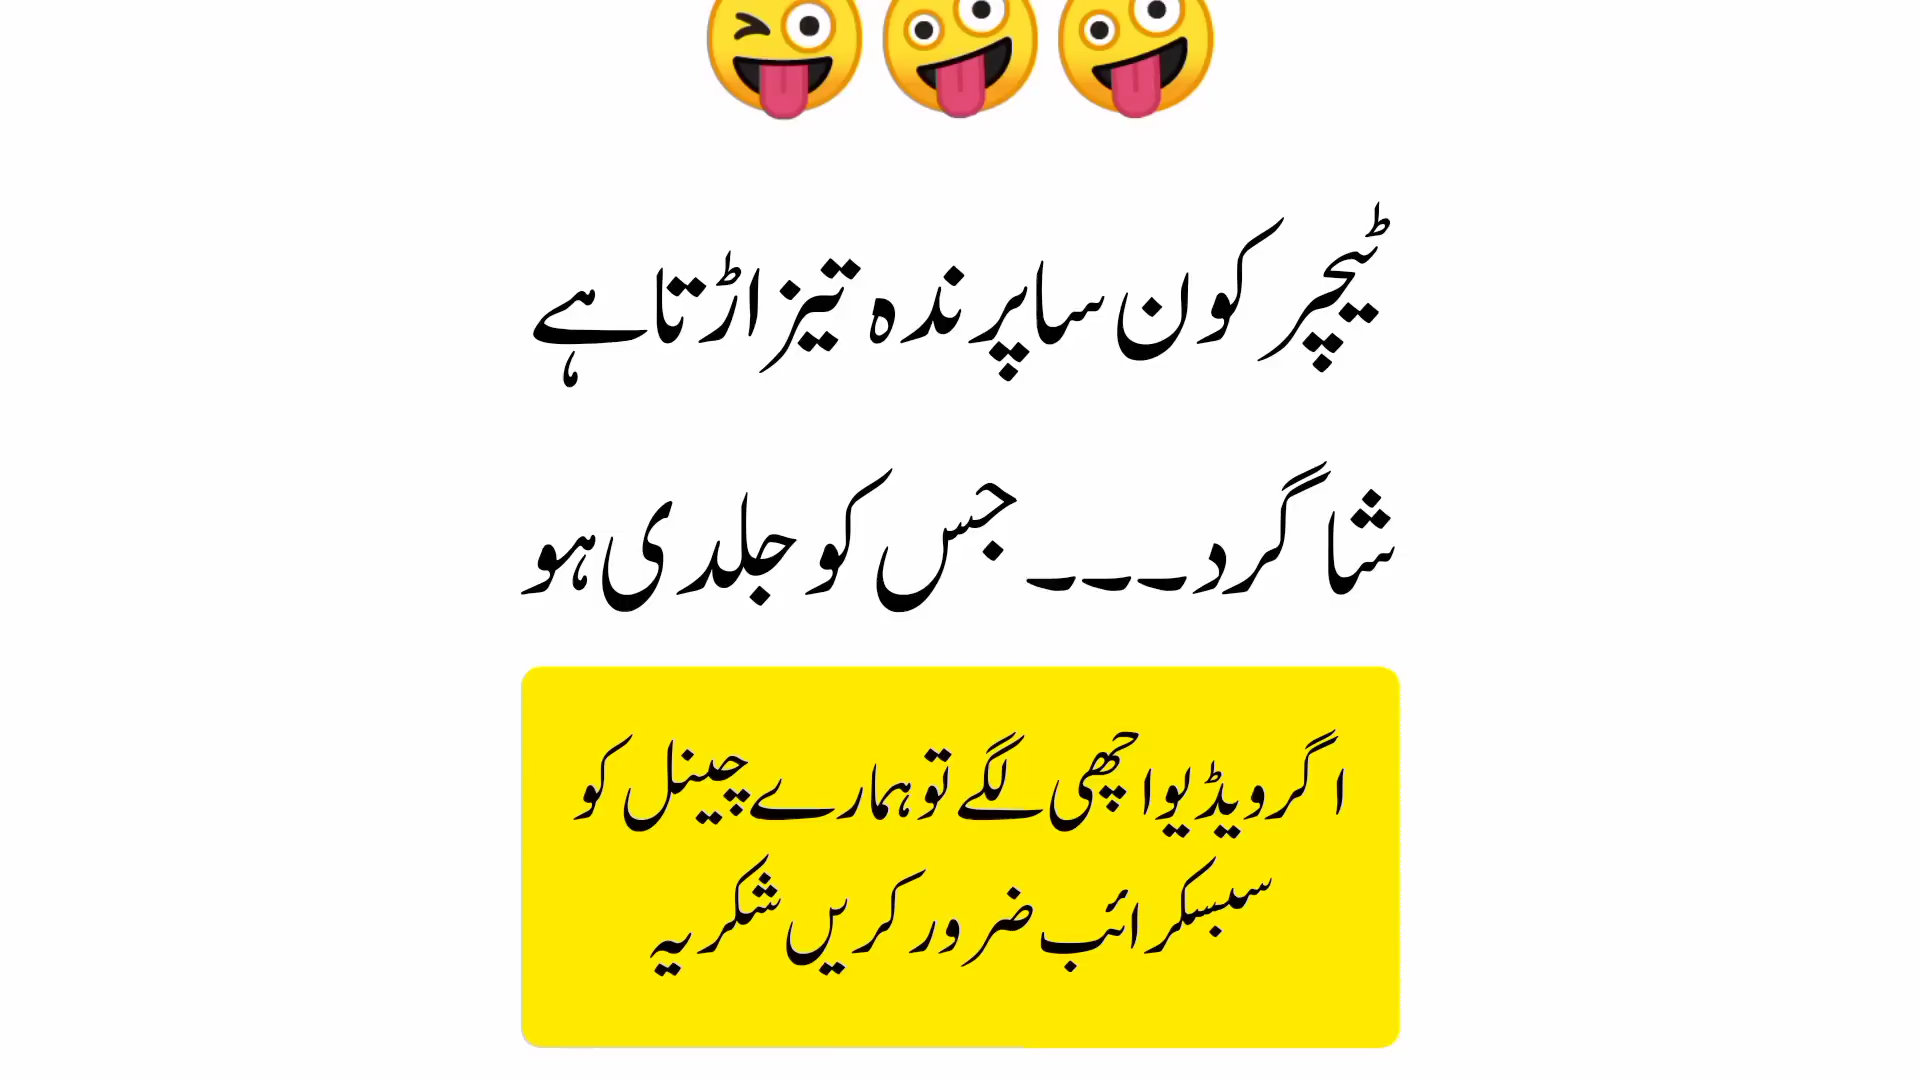 ٹیچر کون سا پرندہ تیز اڑتا ہے
شاگرد۔۔۔ جس کو جلدی ہو
اگر ویڈیو اچھی لگے تو ہمارے چینل کو
سبسکرائب ضرور کریں شکریہ